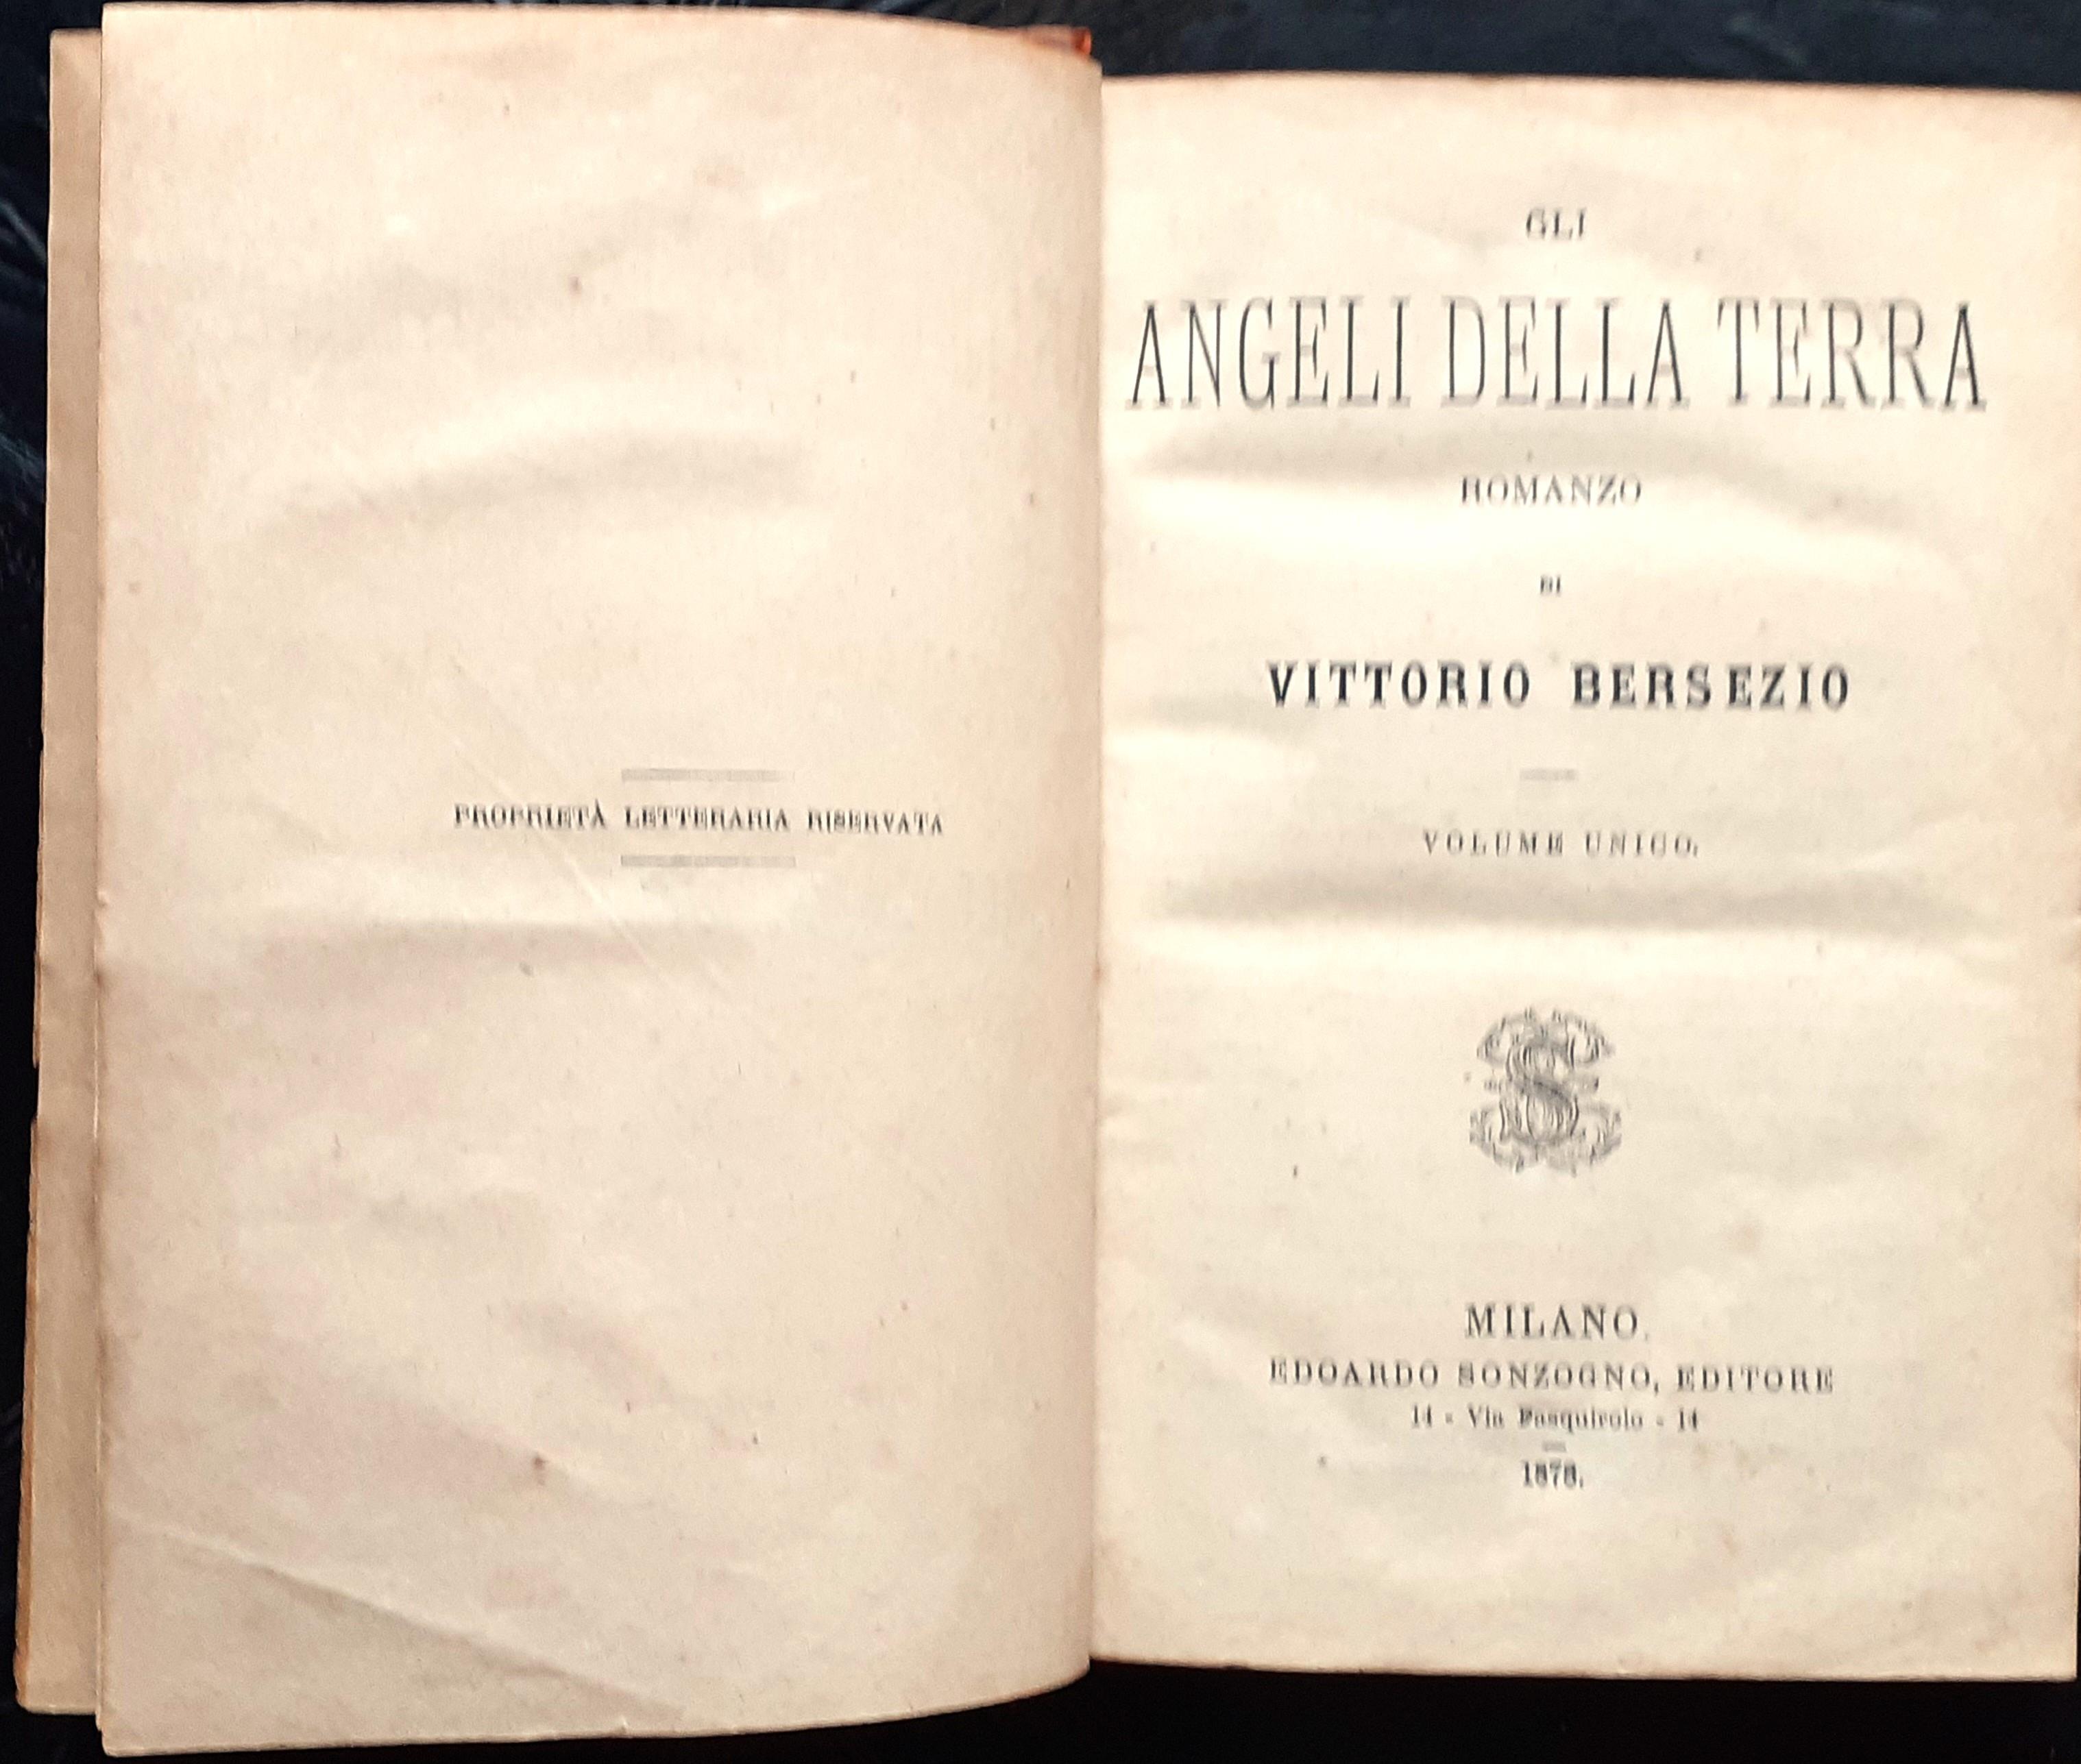 PROPRIETÀ LETTERARIA RISERVATA
GLI
ANGELI DELLA TERRA
ROMANZO
DI
VITTORIO BERSEZIO
VOLUME UNICO.
MILANO.
EDOARDO SONZOGNO, EDITORE
14 - Via Pasquirolo - 14
1878.